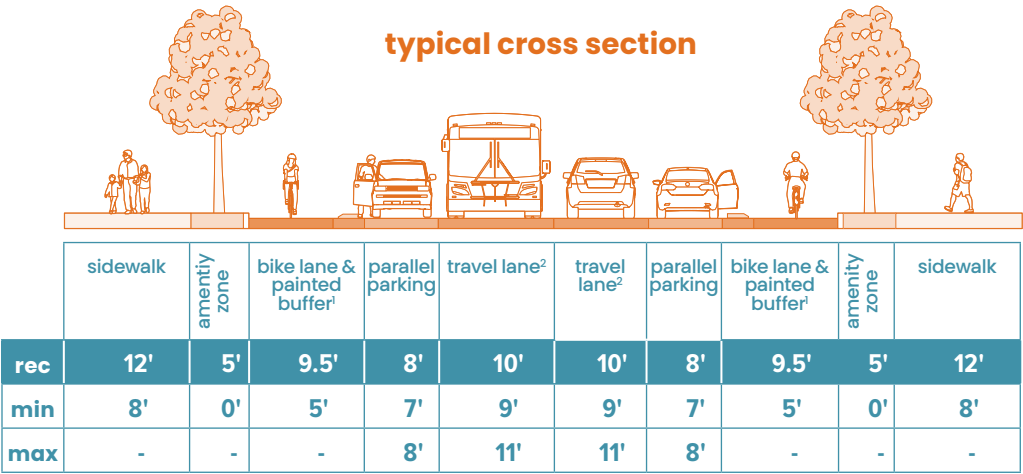 typical cross section
sidewalk
amentiy
zone
bike lane &
painted
buffer¹
parallel
parking
travel lane²
travel
lane²
parallel
parking
bike lane &
painted
buffer¹
amenity
zone
sidewalk
rec 12' 5' 9.5' 8' 10' 10' 8' 9.5' 5' 12'
min 8' 0' 5' 7' 9' 9' 7' 5' 0' 8'
max - - - 8' 11' 11' 8' - - -